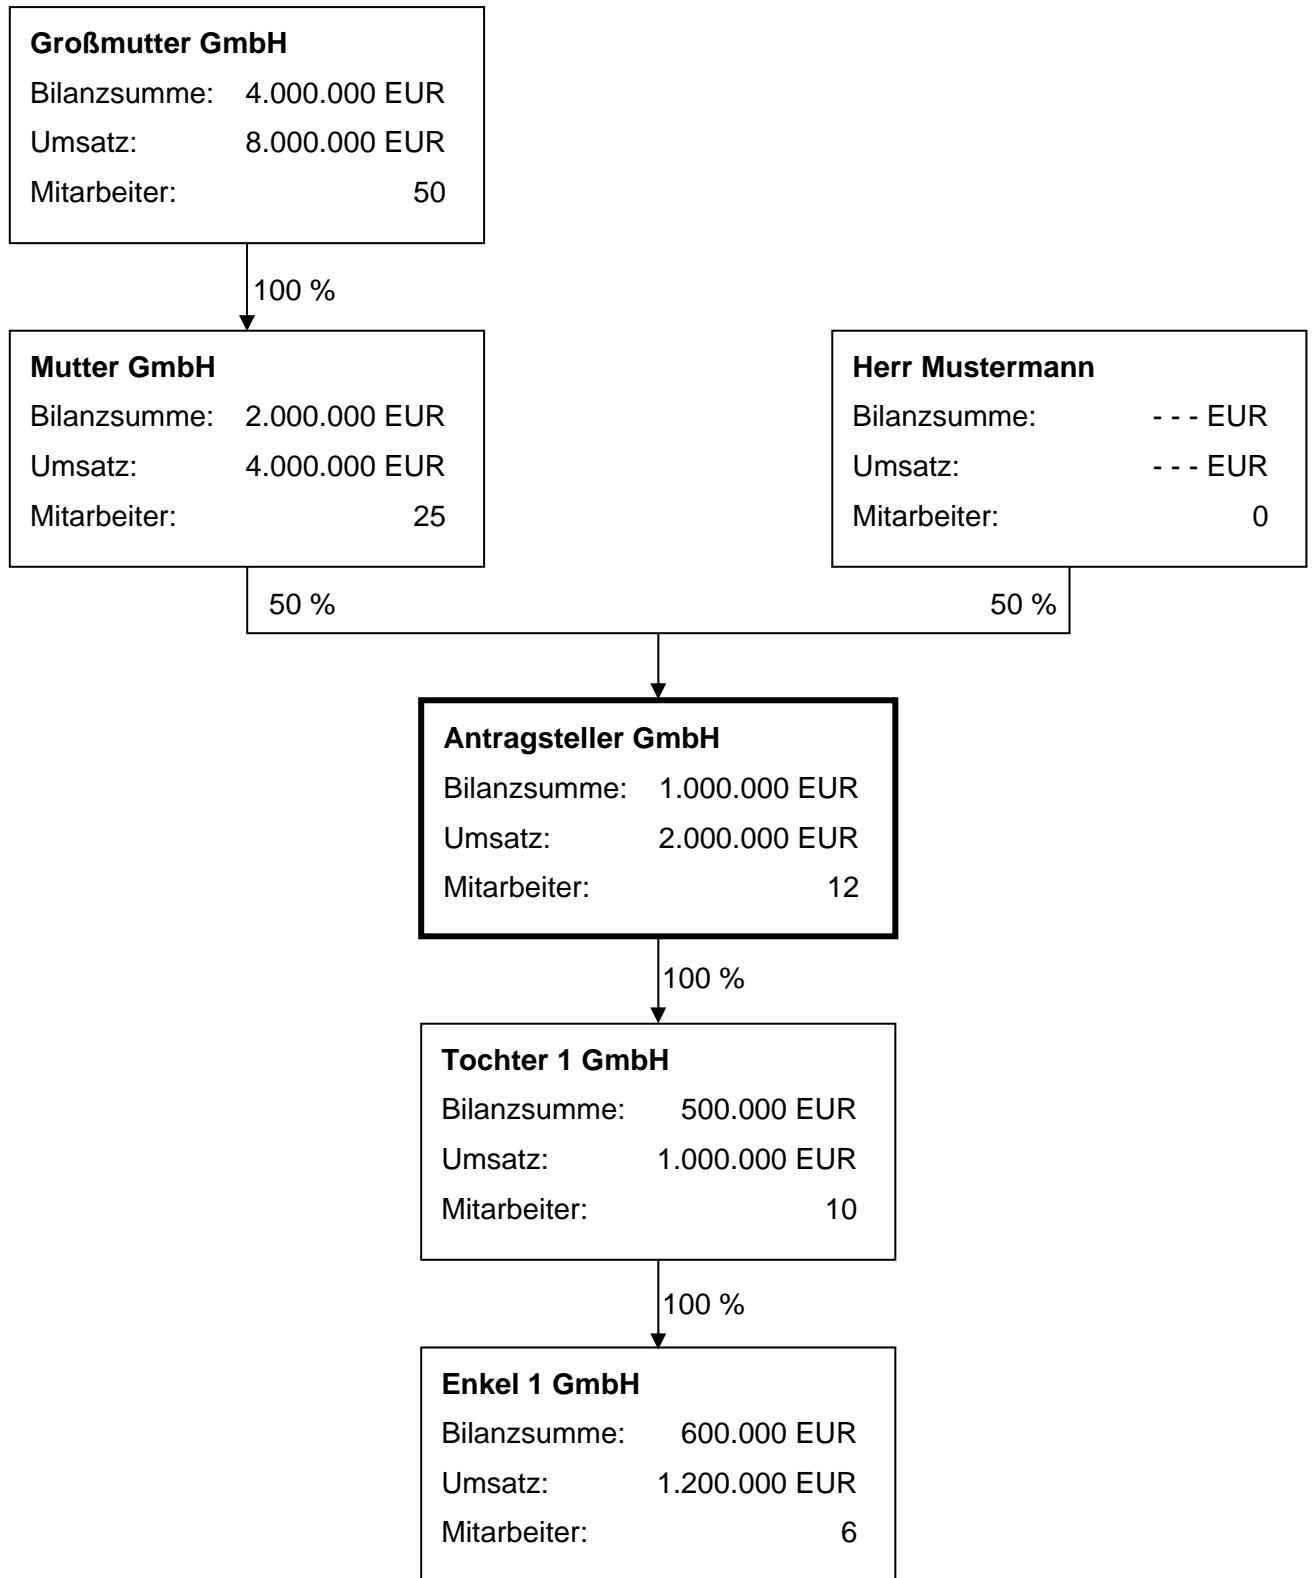 Großmutter GmbH
Bilanzsumme: 4.000.000 EUR
Umsatz: 8.000.000 EUR
Mitarbeiter: 50
100 %
Mutter GmbH
Bilanzsumme: 2.000.000 EUR
Umsatz: 4.000.000 EUR
Mitarbeiter: 25
Herr Mustermann
Bilanzsumme: - - - EUR
Umsatz: - - - EUR
Mitarbeiter: 0
50 %
50 %
Antragsteller GmbH
Bilanzsumme: 1.000.000 EUR
Umsatz: 2.000.000 EUR
Mitarbeiter: 12
100 %
Tochter 1 GmbH
Bilanzsumme: 500.000 EUR
Umsatz: 1.000.000 EUR
Mitarbeiter: 10
100 %
Enkel 1 GmbH
Bilanzsumme: 600.000 EUR
Umsatz: 1.200.000 EUR
Mitarbeiter: 6